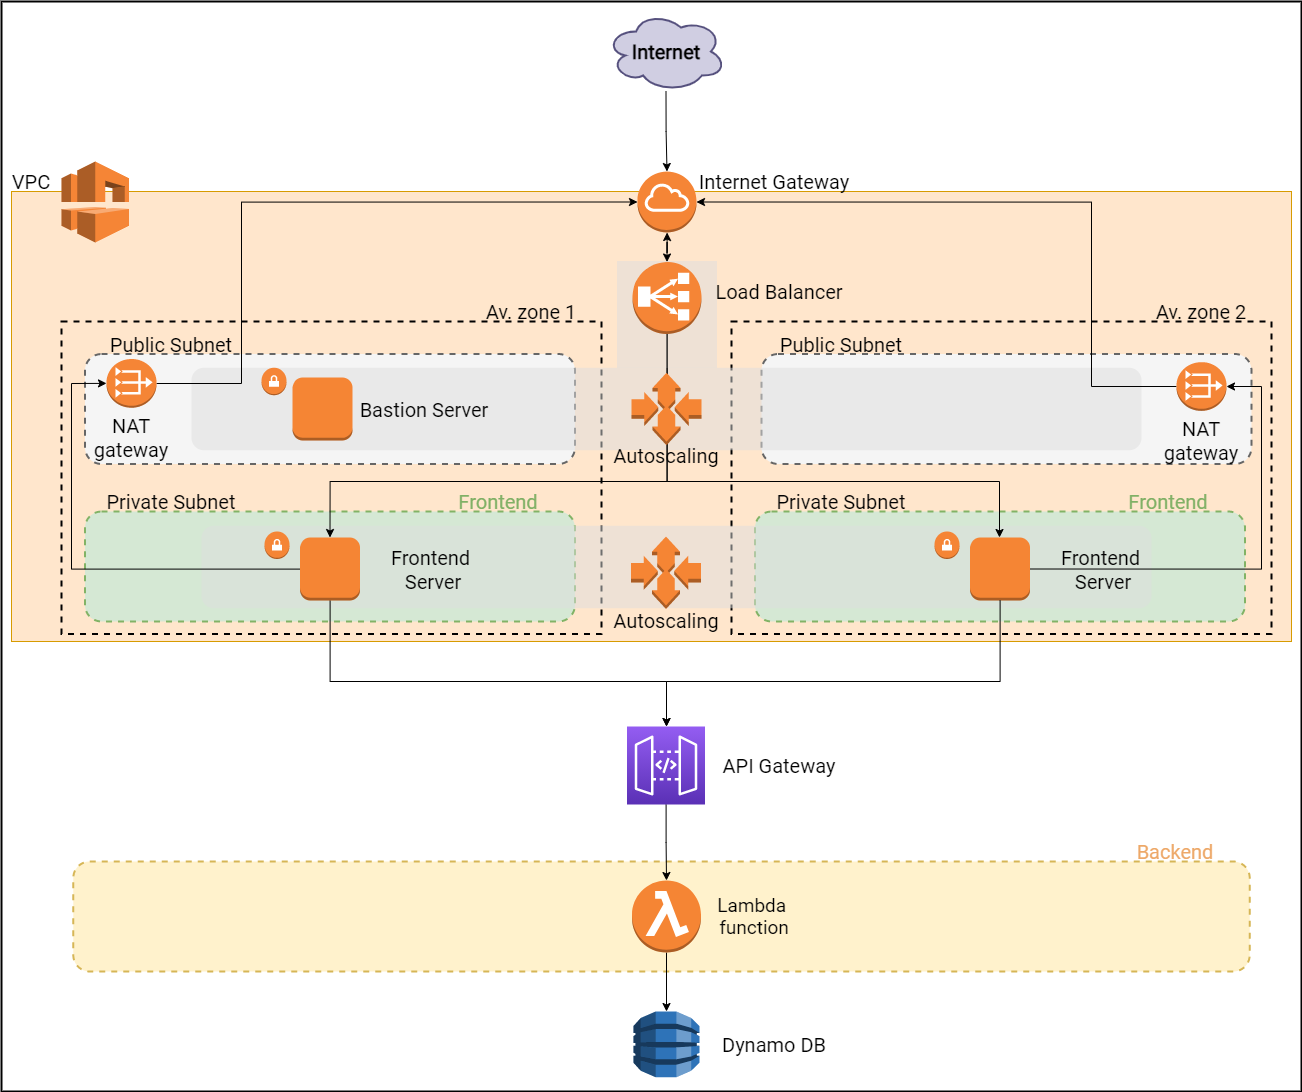 Internet
VPC
Internet Gateway
Load Balancer
Av. zone 1
Av. zone 2
Public Subnet
Public Subnet
Bastion Server
NAT
gateway
NAT
gateway
Autoscaling
Private Subnet
Frontend
Private Subnet
Frontend
Frontend
Server
Frontend
Server
Autoscaling
</>
API Gateway
Backend
Lambda
function
Dynamo DB